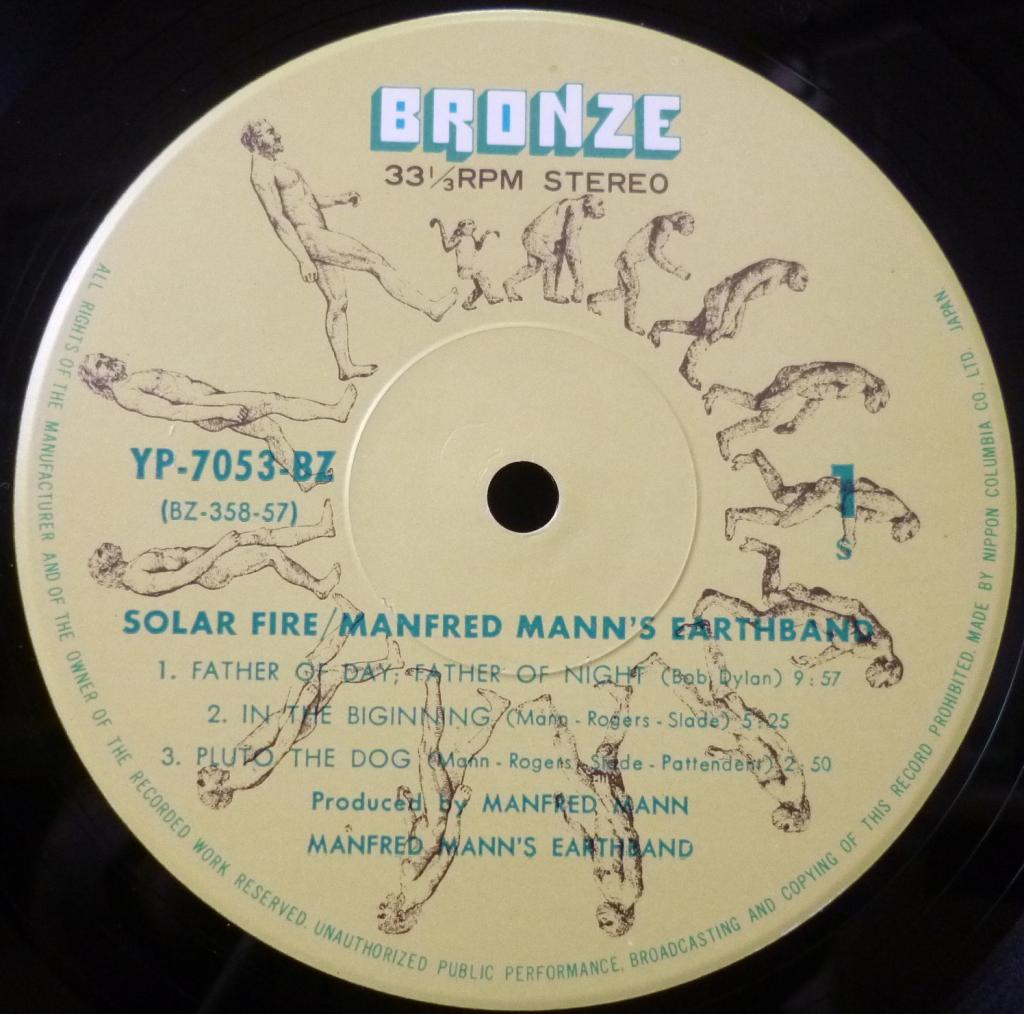 BRONZE
33⅓RPM STEREO
YP-7053-BZ
(BZ-358-57)
1
S
SOLAR FIRE/MANFRED MANN'S EARTHBAND
1. FATHER OF DAY, FATHER OF NIGHT (Bob Dylan) 9:57
2. IN THE BIGINNING (Mann-Rogers-Slade) 5:25
3. PLUTO THE DOG (Mann-Rogers-Slade-Pattendent) 2:50
Produced by MANFRED MANN
MANFRED MANN'S EARTHBAND
ALL RIGHTS OF THE MANUFACTURER AND OF THE OWNER OF THE RECORDED WORK RESERVED. UNAUTHORIZED PUBLIC PERFORMANCE, BROADCASTING AND COPYING OF THIS RECORD PROHIBITED. MADE BY NIPPON COLUMBIA CO., LTD. JAPAN.